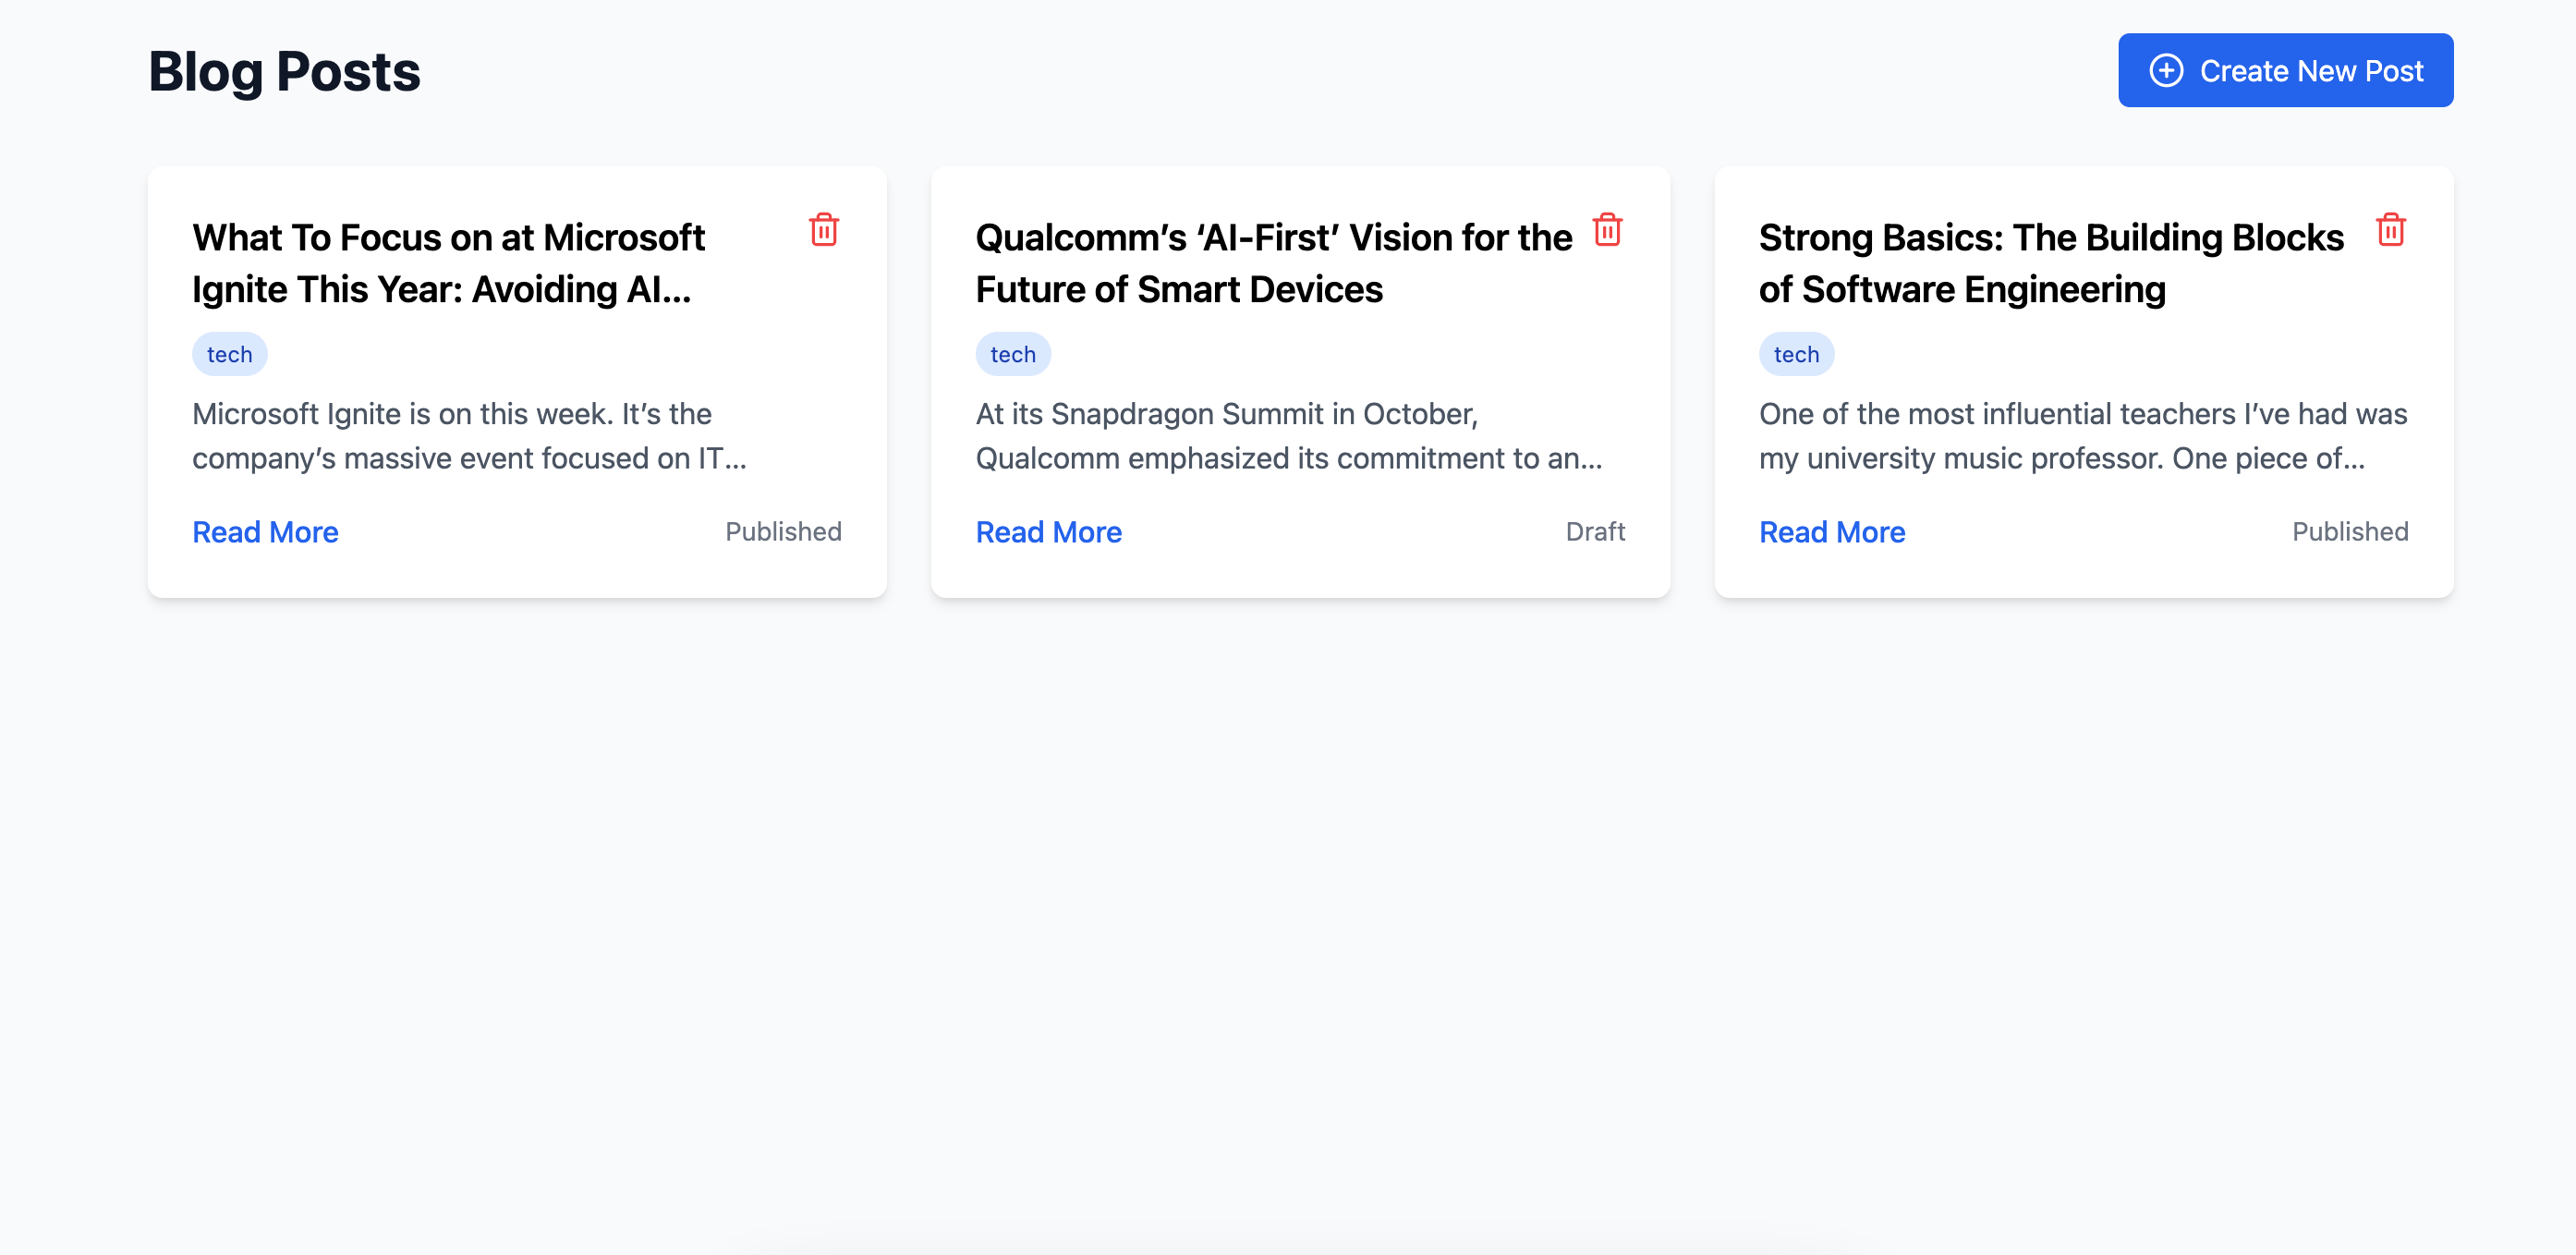 Blog Posts
Create New Post
What To Focus on at Microsoft
Ignite This Year: Avoiding AI...
tech
Microsoft Ignite is on this week. It’s the
company’s massive event focused on IT...
Read More
Published
Qualcomm’s ‘AI-First’ Vision for the
Future of Smart Devices
tech
At its Snapdragon Summit in October,
Qualcomm emphasized its commitment to an...
Read More
Draft
Strong Basics: The Building Blocks
of Software Engineering
tech
One of the most influential teachers I’ve had was
my university music professor. One piece of...
Read More
Published